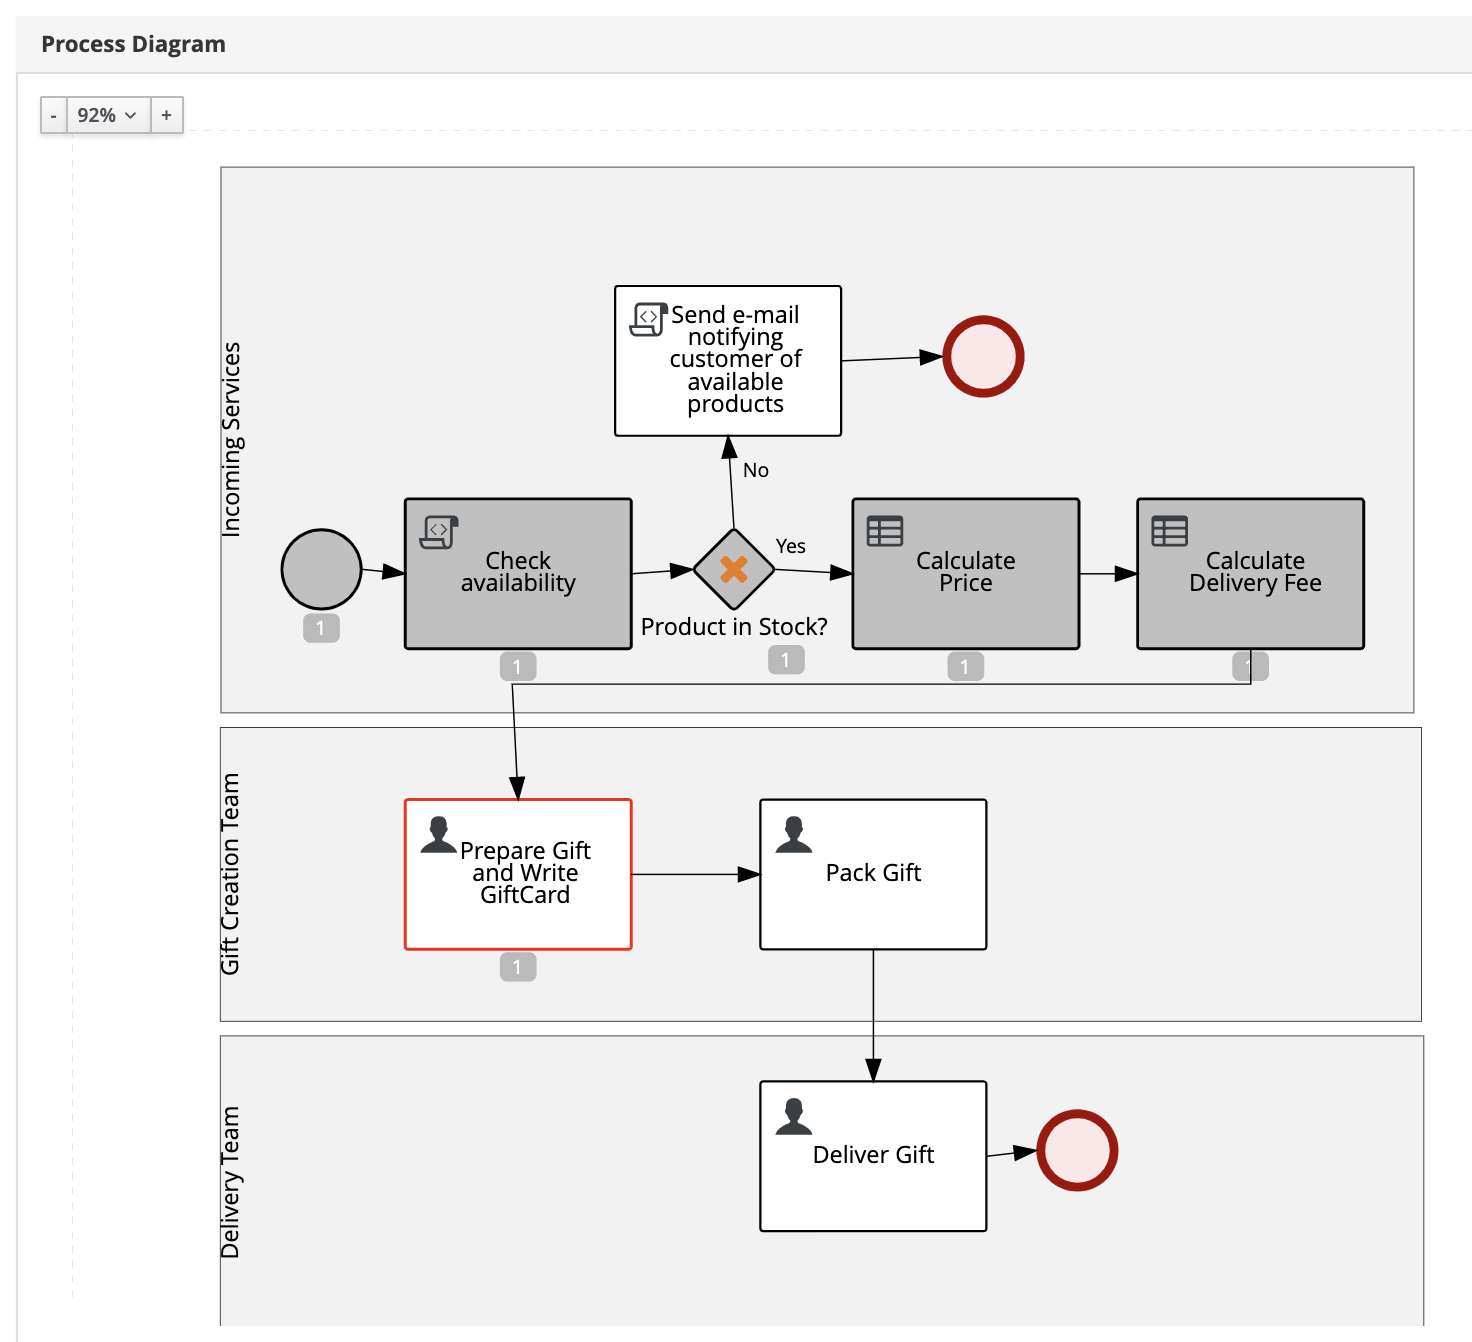 Process Diagram
- 92% +
Incoming Services
Send e-mail
notifying
customer of
available
products
No
Check
availability
Yes
Product in Stock?
Calculate
Price
Calculate
Delivery Fee
1
1
1
1
1
Gift Creation Team
Prepare Gift
and Write
GiftCard
Pack Gift
1
Delivery Team
Deliver Gift